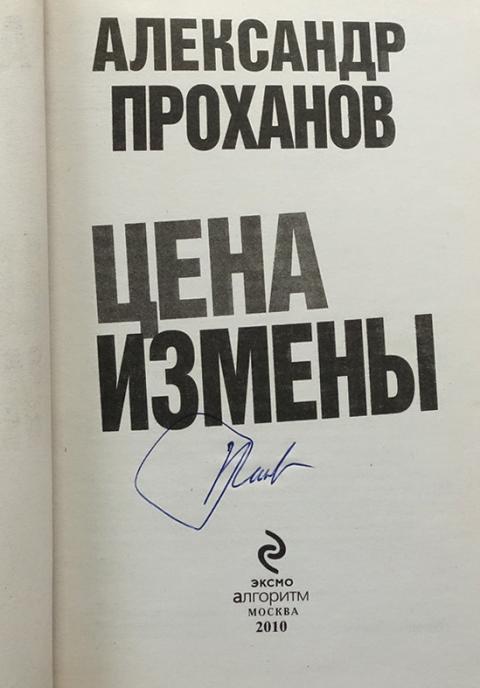 АЛЕКСАНДР
ПРОХАНОВ
ЦЕНА
ИЗМЕНЫ
ЭКСМО
алгоритм
МОСКВА
2010